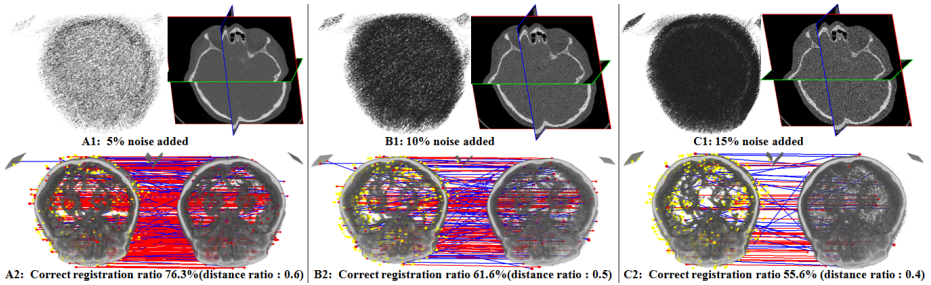 A1: 5% noise added
B1: 10% noise added
C1: 15% noise added
A2: Correct registration ratio 76.3%(distance ratio : 0.6)
B2: Correct registration ratio 61.6%(distance ratio : 0.5)
C2: Correct registration ratio 55.6% (distance ratio : 0.4)